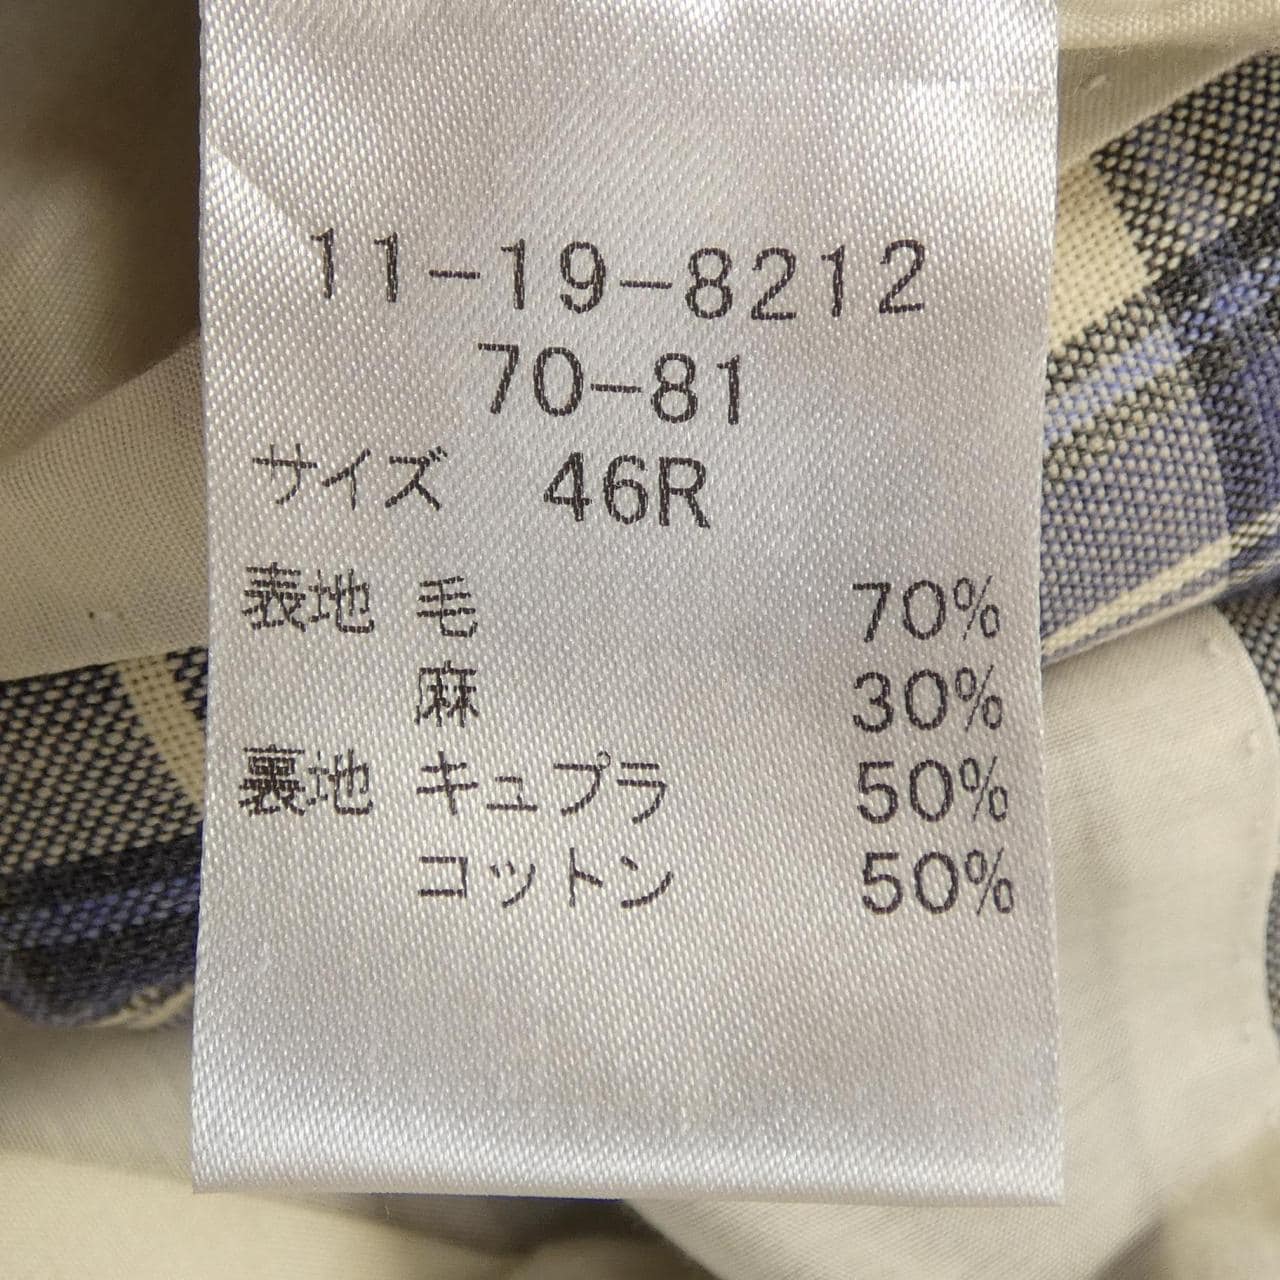 11-19-8212
70-81
サイズ 46R
表地 毛 70%
麻 30%
裏地 キュプラ 50%
コットン 50%